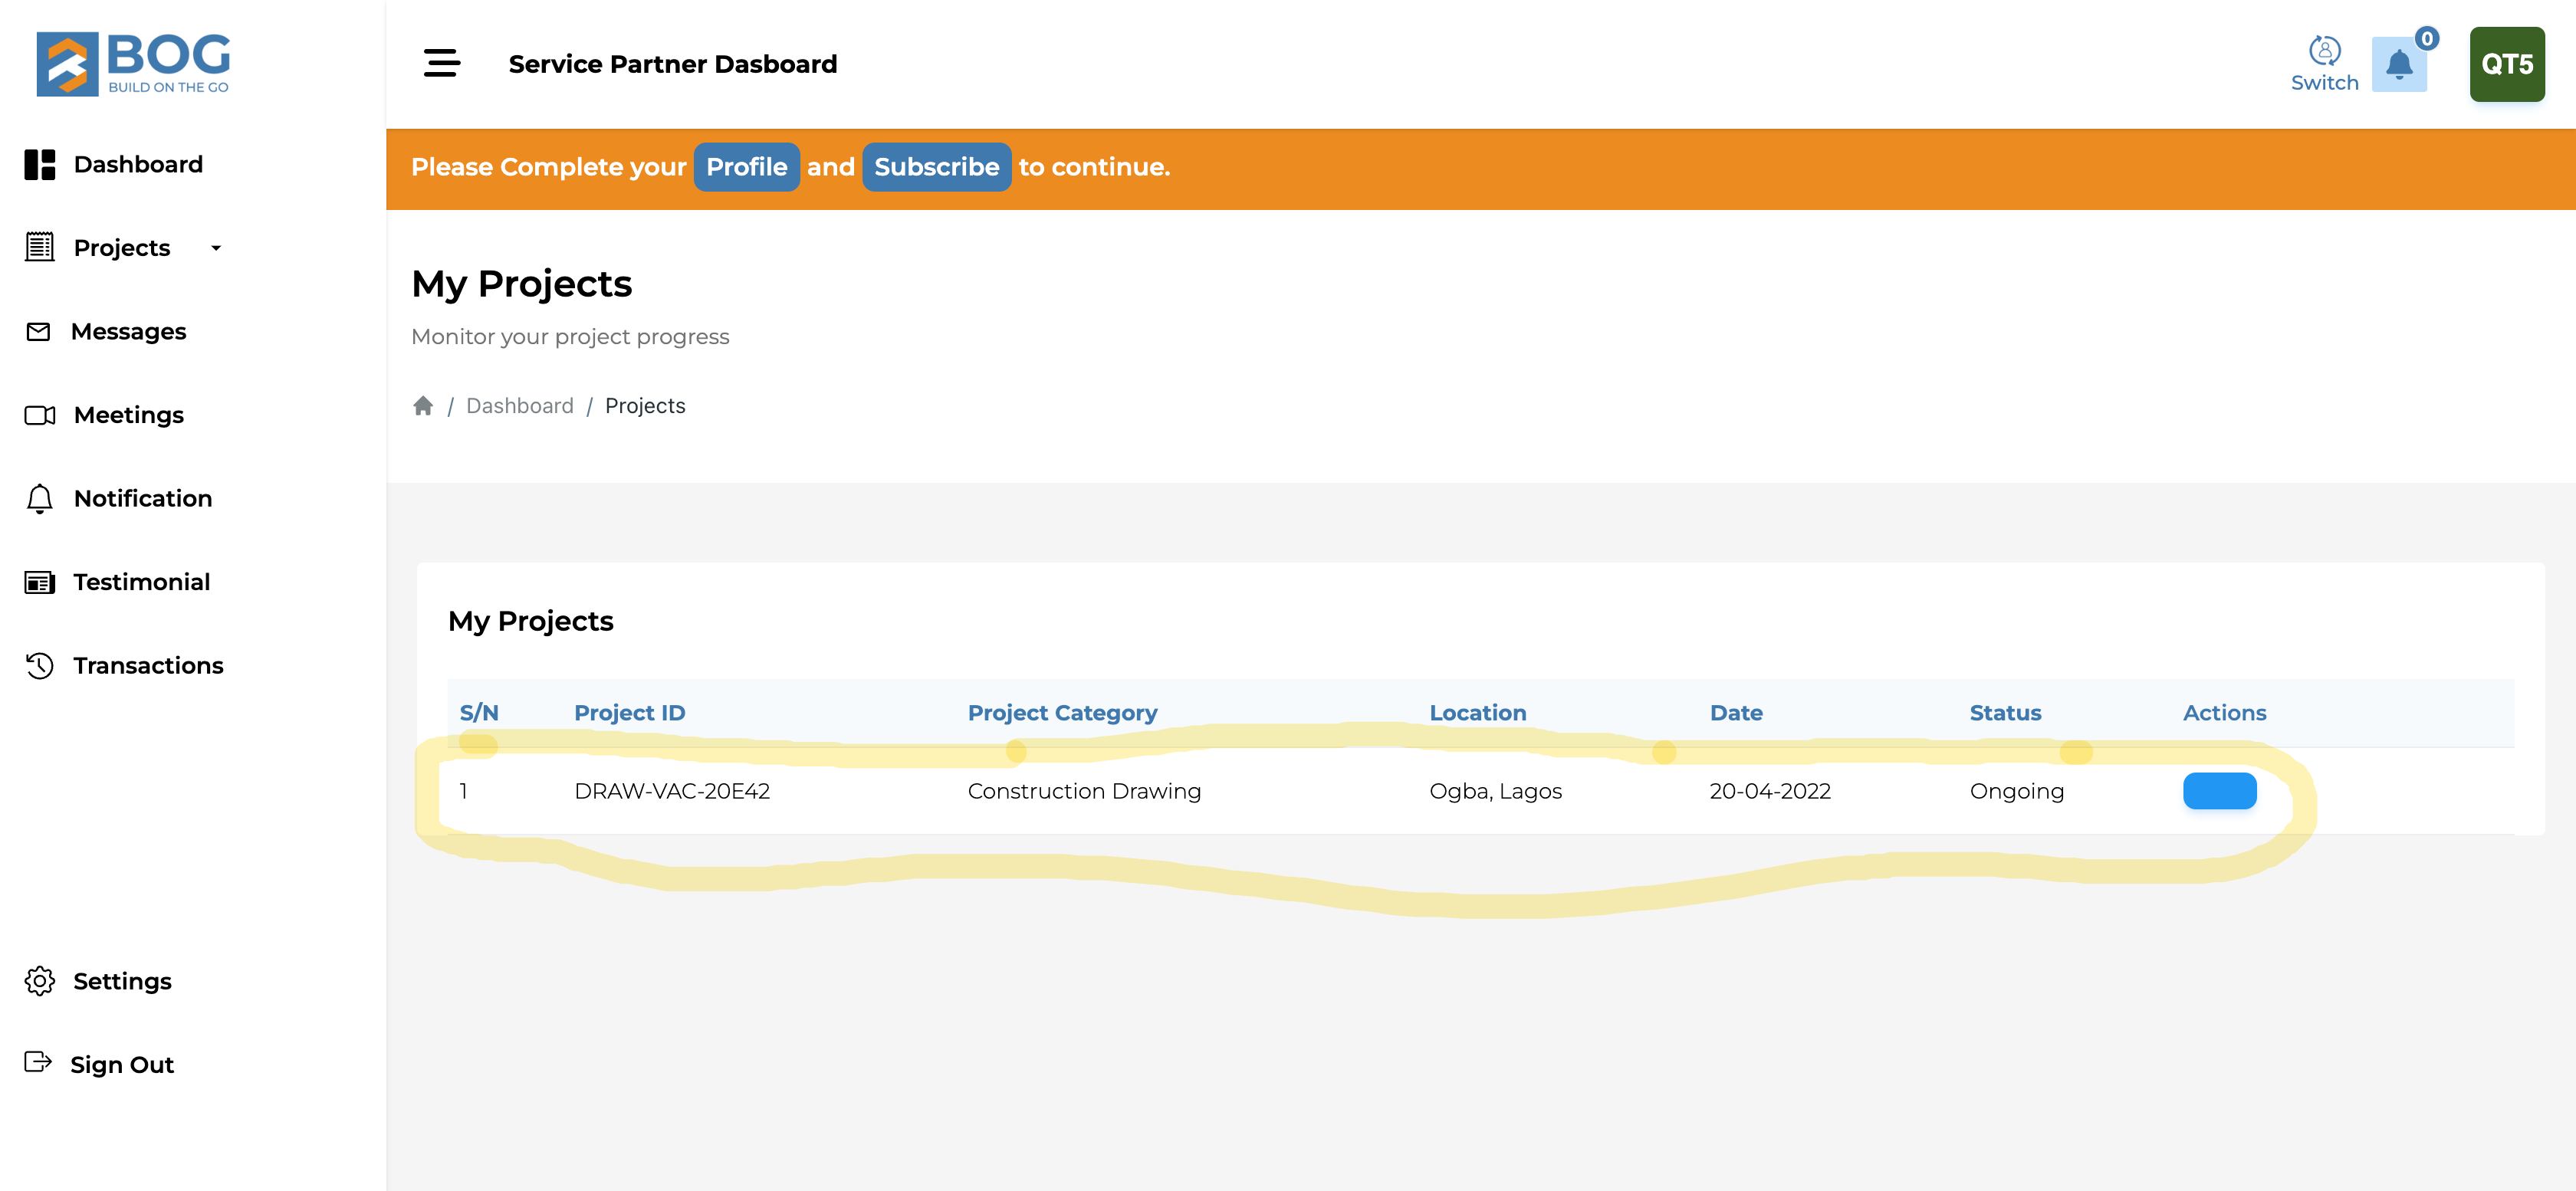 BOG
BUILD ON THE GO
Service Partner Dasboard
Switch
0
QT5
Please Complete your Profile and Subscribe to continue.
Dashboard
Projects
Messages
Meetings
Notification
Testimonial
Transactions
Settings
Sign Out
My Projects
Monitor your project progress
/ Dashboard / Projects
My Projects
S/N Project ID Project Category Location Date Status Actions
1 DRAW-VAC-20E42 Construction Drawing Ogba, Lagos 20-04-2022 Ongoing